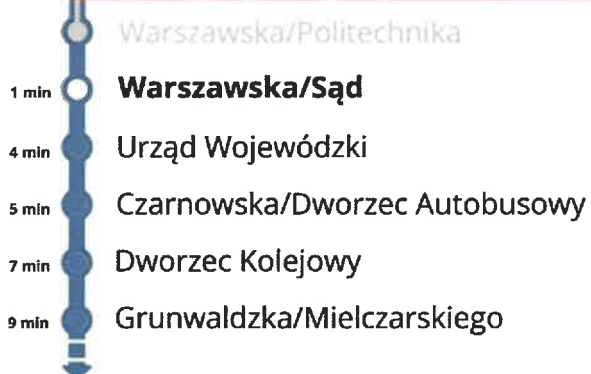 Warszawska/Politechnika
1 min Warszawska/Sąd
4 min Urząd Wojewódzki
5 min Czarnowska/Dworzec Autobusowy
7 min Dworzec Kolejowy
9 min Grunwaldzka/Mielczarskiego